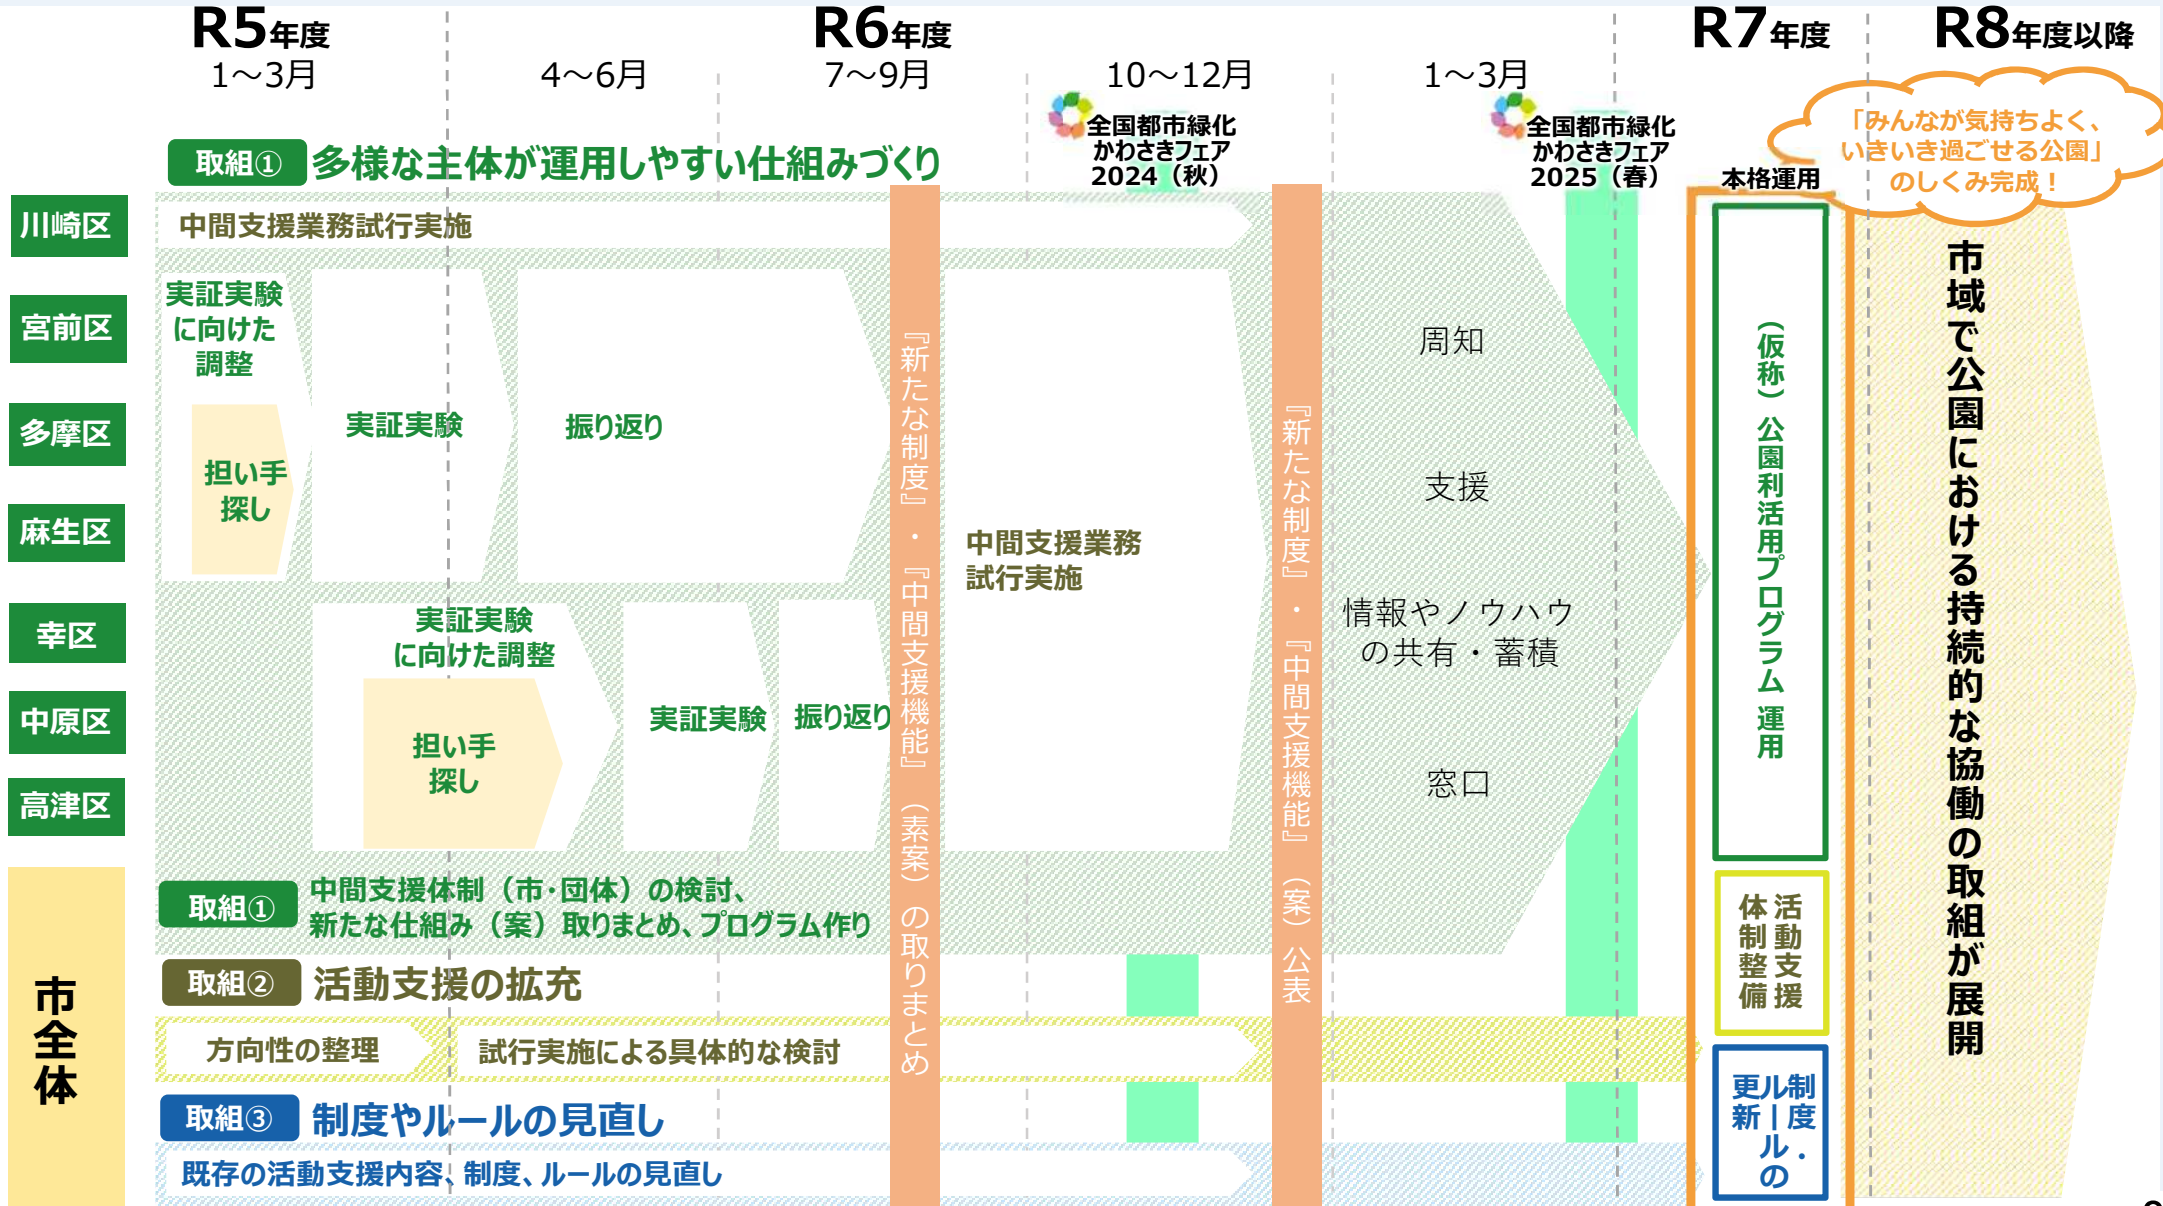 R5年度
R6年度
R7年度
R8年度以降
1～3月
4～6月
7～9月
10～12月
1～3月
全国都市緑化
かわさきフェア
2024（秋）
全国都市緑化
かわさきフェア
2025（春）
「みんなが気持ちよく、
いきいき過ごせる公園」
のしくみ完成！
取組① 多様な主体が運用しやすい仕組みづくり
本格運用
川崎区
宮前区
多摩区
麻生区
幸区
中原区
高津区
市全体
中間支援業務試行実施
実証実験
に向けた
調整
担い手
探し
実証実験
振り返り
実証実験
に向けた調整
担い手
探し
実証実験
振り返り
『新たな制度』・『中間支援機能』（素案）の取りまとめ
中間支援業務
試行実施
『新たな制度』・『中間支援機能』（案）公表
周知
支援
情報やノウハウ
の共有・蓄積
窓口
（仮称）公園利活用プログラム 運用
活動支援
体制整備
制度・
ルールの
更新
市域で公園における持続的な協働の取組が展開
取組① 中間支援体制（市･団体）の検討、
新たな仕組み（案）取りまとめ、プログラム作り
取組② 活動支援の拡充
方向性の整理
試行実施による具体的な検討
取組③ 制度やルールの見直し
既存の活動支援内容、制度、ルールの見直し